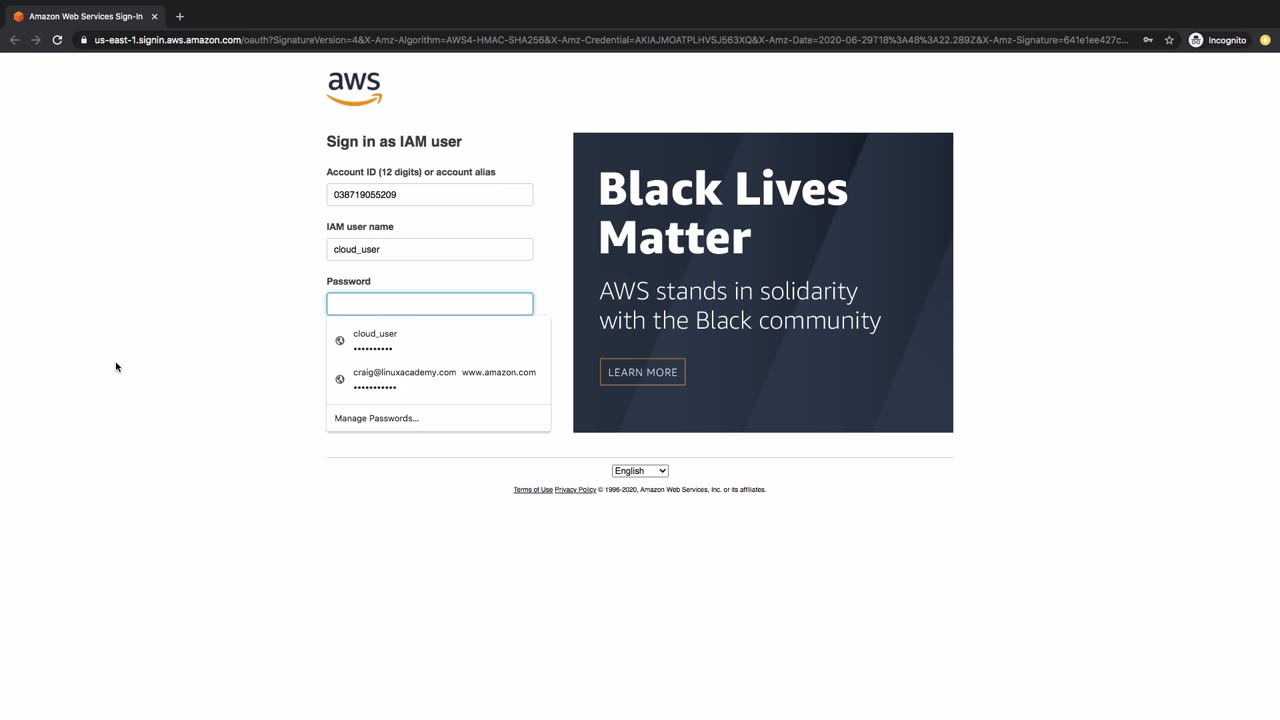 Amazon Web Services Sign-In
us-east-1.signin.aws.amazon.com/oauth?SignatureVersion=4&X-Amz-Algorithm=AWS4-HMAC-SHA256&X-Amz-Credential=AKIAJMOATPLHVSJ563XQ&X-Amz-Date=2020-06-29T18%3A48%3A22.289Z&X-Amz-Signature=641e1ee427c...
Incognito
aws
Sign in as IAM user
Account ID (12 digits) or account alias
038719055209
IAM user name
cloud_user
Password
cloud_user
••••••••••
craig@linuxacademy.com www.amazon.com
•••••••••••
Manage Passwords...
Black Lives
Matter
AWS stands in solidarity
with the Black community
LEARN MORE
English
Terms of Use Privacy Policy © 1996-2020, Amazon Web Services, Inc. or its affiliates.